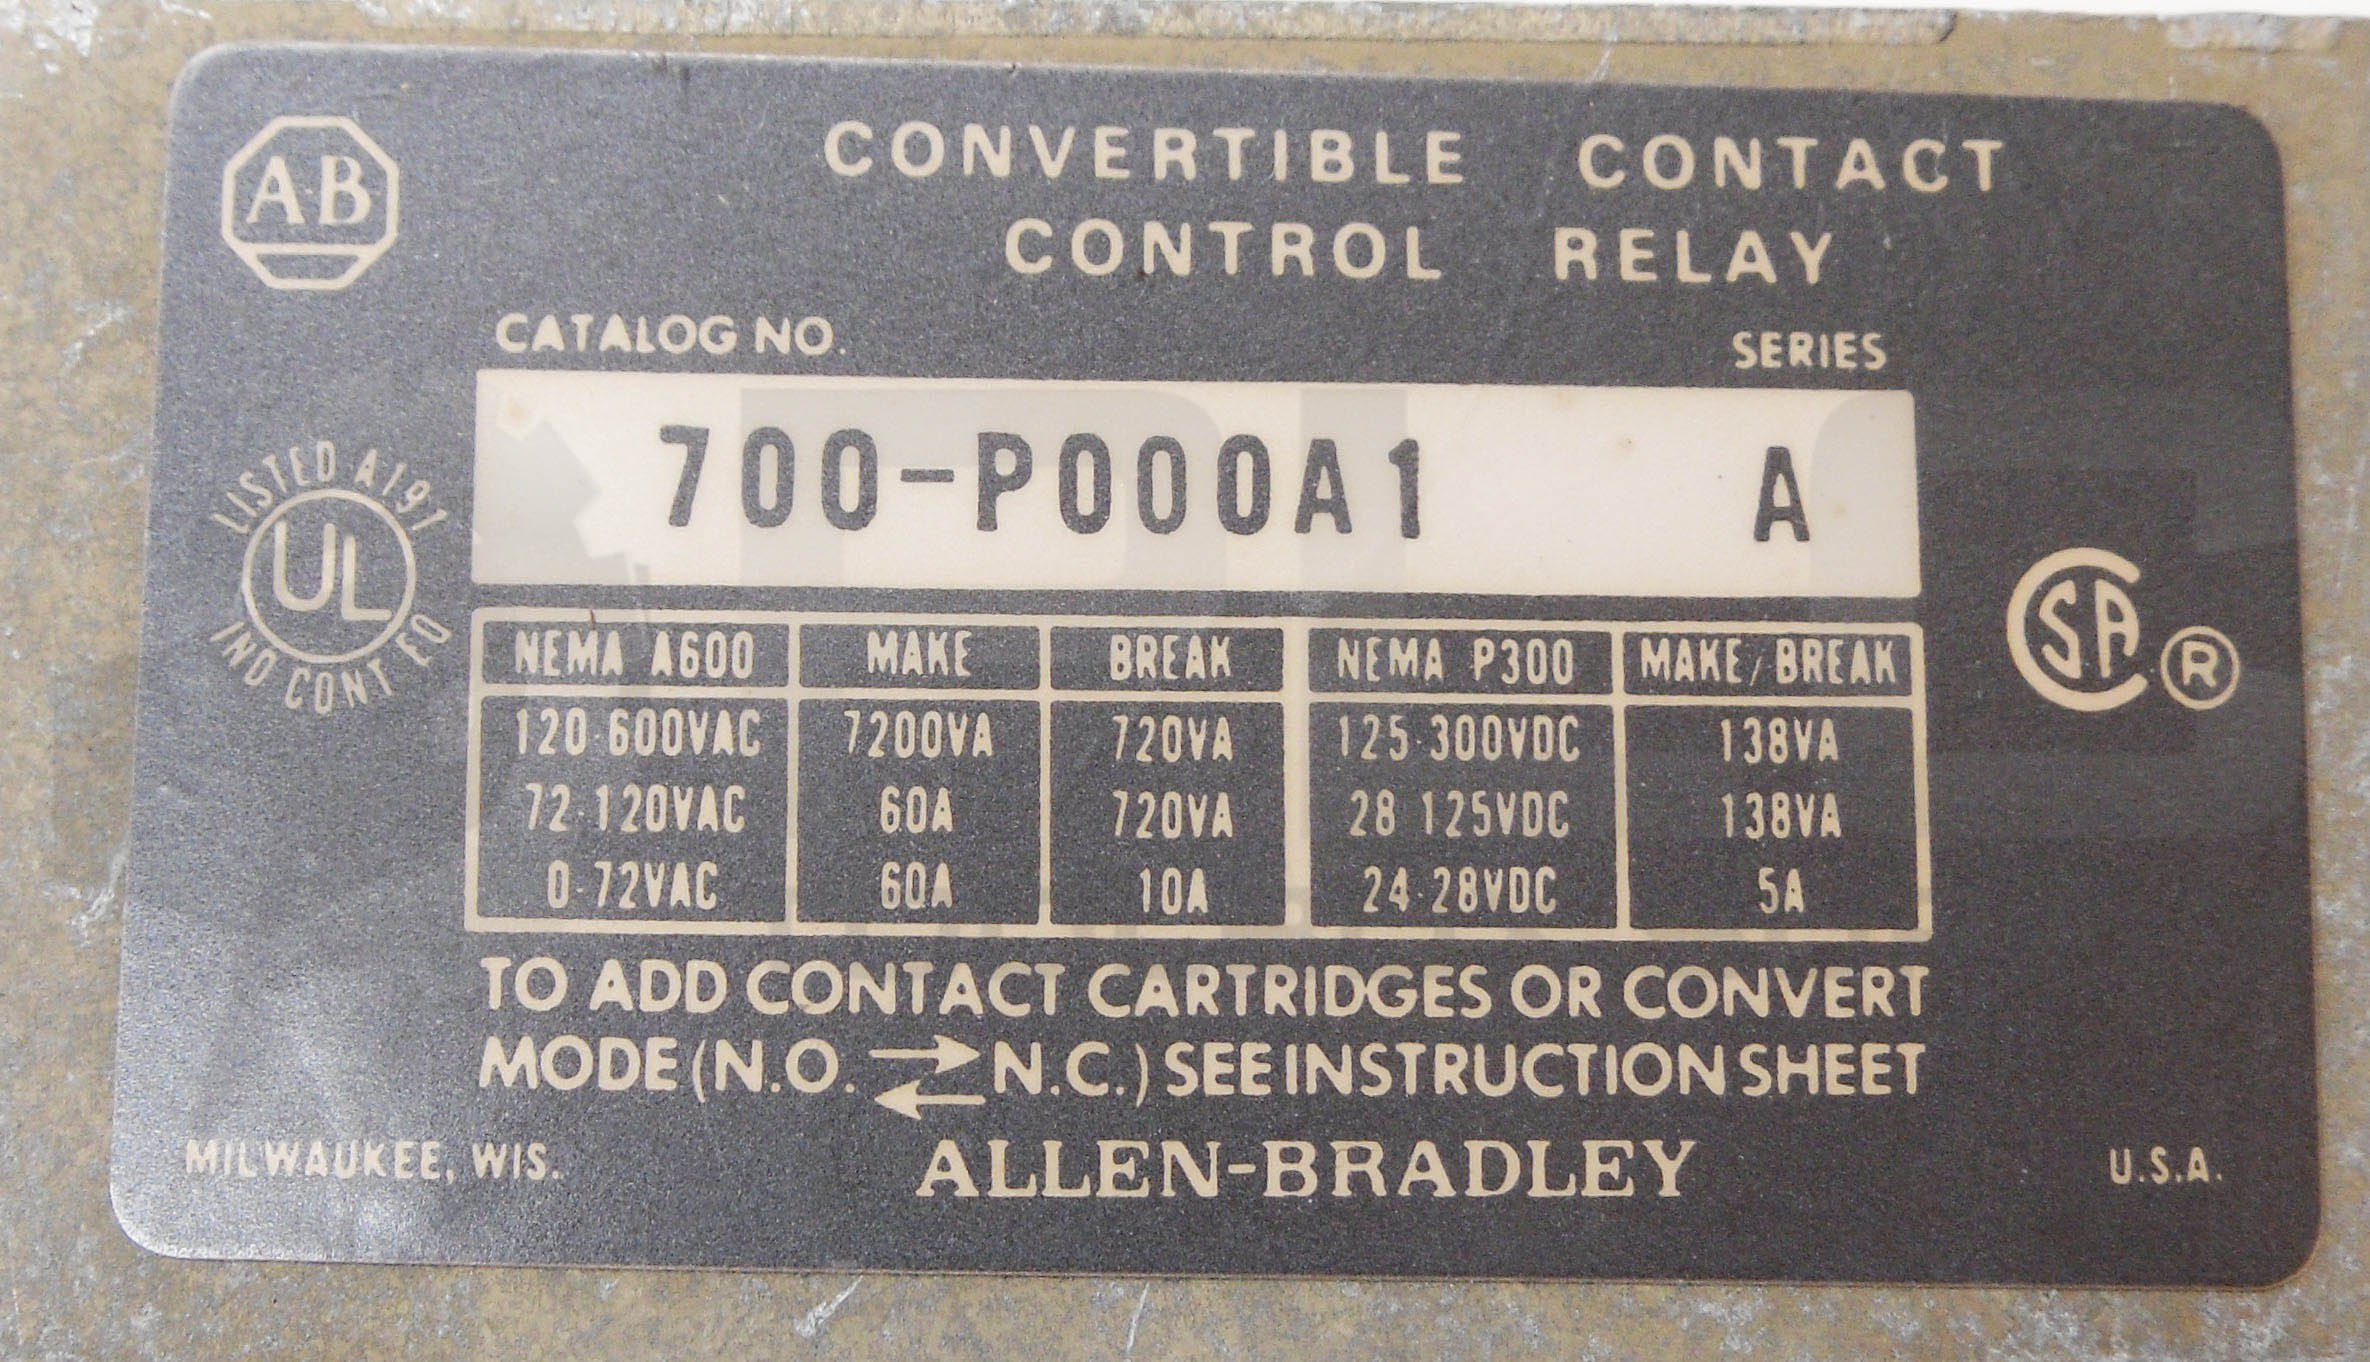 A-B
CONVERTIBLE CONTACT
CONTROL RELAY
CATALOG NO. SERIES
700-P000A1 A
LISTED A191
UL
IND CONT EQ
SA ®
NEMA A600 MAKE BREAK NEMA P300 MAKE/BREAK
120-600VAC 7200VA 720VA 125-300VDC 138VA
72-120VAC 60A 720VA 28-125VDC 138VA
0-72VAC 60A 10A 24-28VDC 5A
TO ADD CONTACT CARTRIDGES OR CONVERT
MODE (N.O. ⇄ N.C.) SEE INSTRUCTION SHEET
MILWAUKEE, WIS. ALLEN-BRADLEY U.S.A.